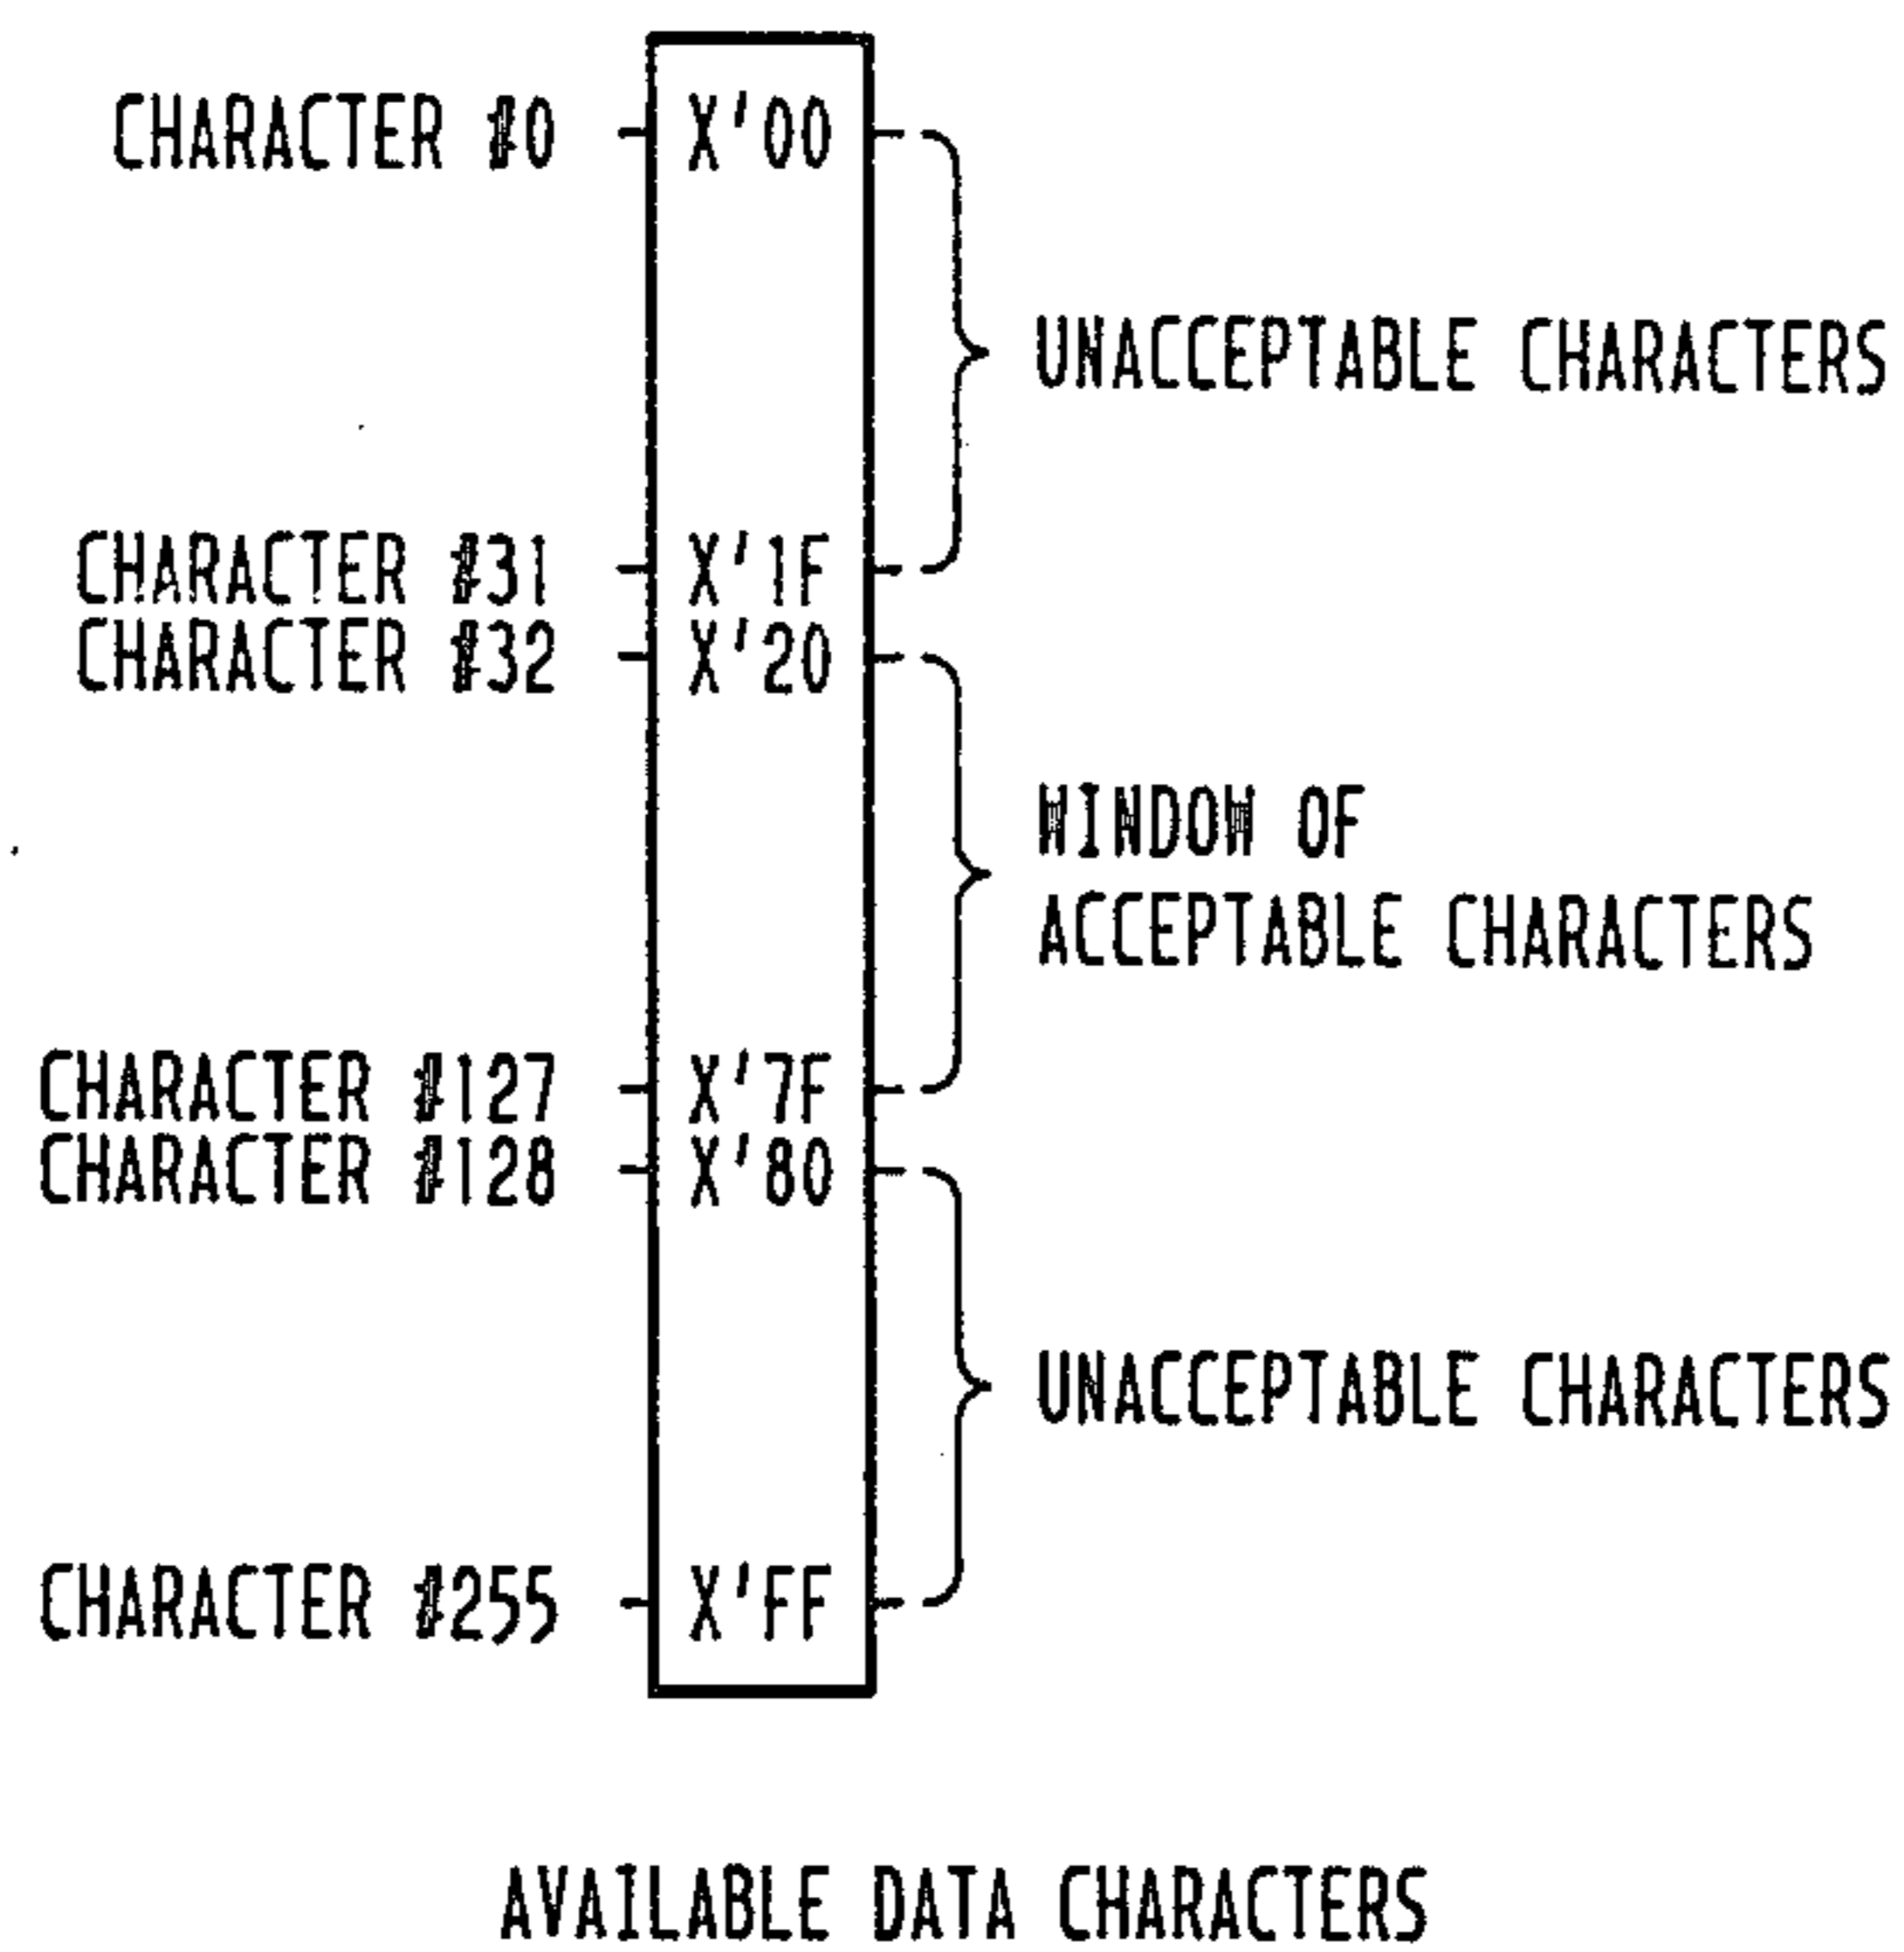 CHARACTER #0 X'00
UNACCEPTABLE CHARACTERS
CHARACTER #31 X'1F
CHARACTER #32 X'20
WINDOW OF
ACCEPTABLE CHARACTERS
CHARACTER #127 X'7F
CHARACTER #128 X'80
UNACCEPTABLE CHARACTERS
CHARACTER #255 X'FF
AVAILABLE DATA CHARACTERS